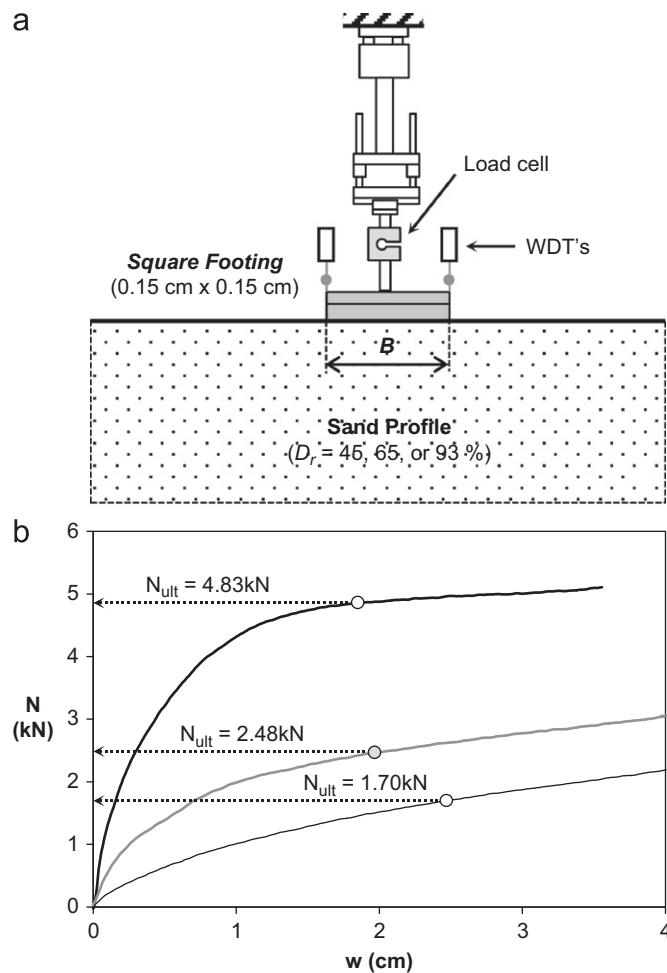 a
Load cell
WDT's
Square Footing
(0.15 cm x 0.15 cm)
B
Sand Profile
(Dr = 45, 65, or 93 %)
b
6
5
4
3
2
1
0
N
(kN)
Nult = 4.83kN
Nult = 2.48kN
Nult = 1.70kN
0
1
2
3
4
w (cm)